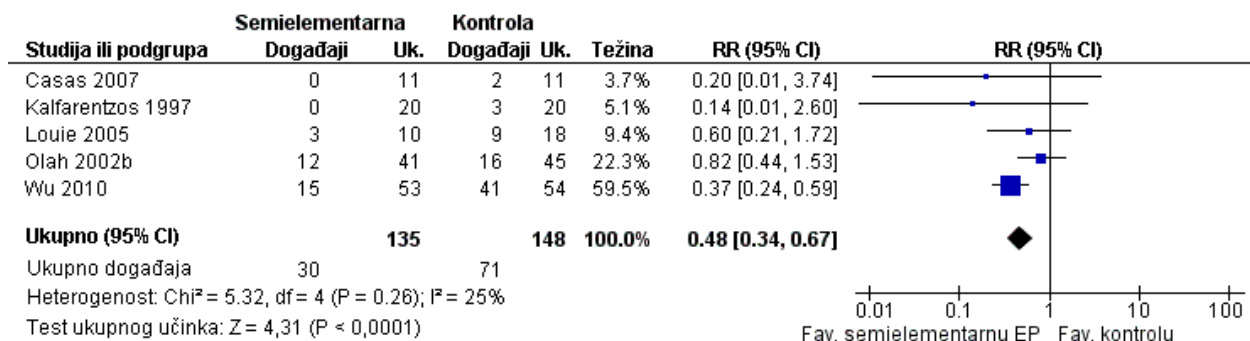 Semielementarna Kontrola
Studija ili podgrupa Događaji Uk. Događaji Uk. Težina RR (95% CI) RR (95% CI)
Casas 2007 0 11 2 11 3.7% 0.20 [0.01, 3.74]
Kalfarentzos 1997 0 20 3 20 5.1% 0.14 [0.01, 2.60]
Louie 2005 3 10 9 18 9.4% 0.60 [0.21, 1.72]
Olah 2002b 12 41 16 45 22.3% 0.82 [0.44, 1.53]
Wu 2010 15 53 41 54 59.5% 0.37 [0.24, 0.59]
Ukupno (95% CI) 135 148 100.0% 0.48 [0.34, 0.67]
Ukupno događaja 30 71
Heterogenost: Chi² = 5.32, df = 4 (P = 0.26); I² = 25%
Test ukupnog učinka: Z = 4,31 (P < 0,0001)
0.01 0.1 1 10 100
Fav. semielementarnu EP Fav. kontrolu